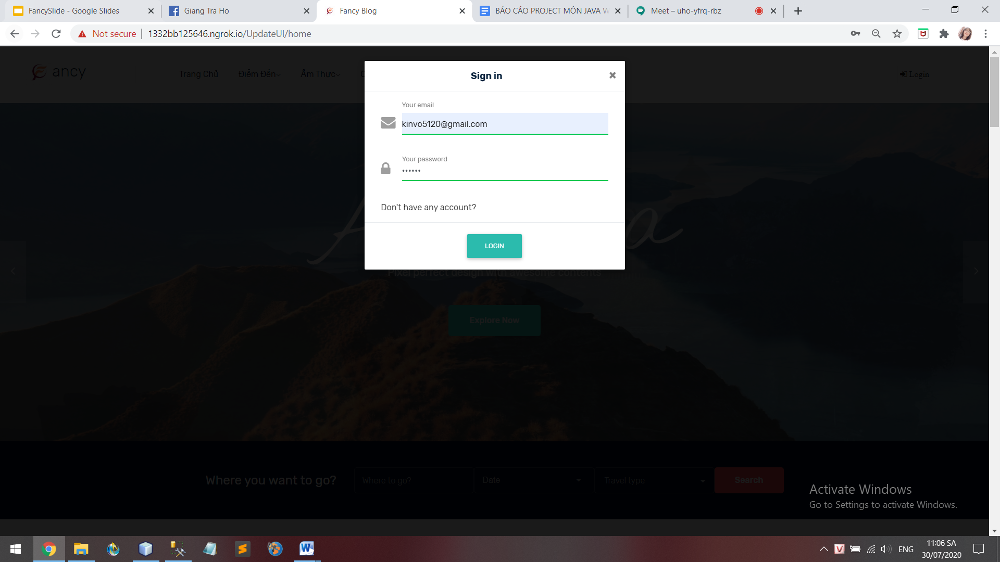 FancySlide - Google Slides
Giang Tra Ho
Fancy Blog
BÁO CÁO PROJECT MÔN JAVA W
Meet – uho-yfrq-rbz
Not secure
1332bb125646.ngrok.io/UpdateUI/home
ancy
Trang Chủ
Điểm Đến
Ẩm Thực
Login
Sign in
Your email
kinvo5120@gmail.com
Your password
••••••
Don't have any account?
LOGIN
Pixel perfect design with awesome contents
Explore Now
Where you want to go?
Where to go?
Date
Travel type
Search
Activate Windows
Go to Settings to activate Windows.
ENG
11:06 SA
30/07/2020